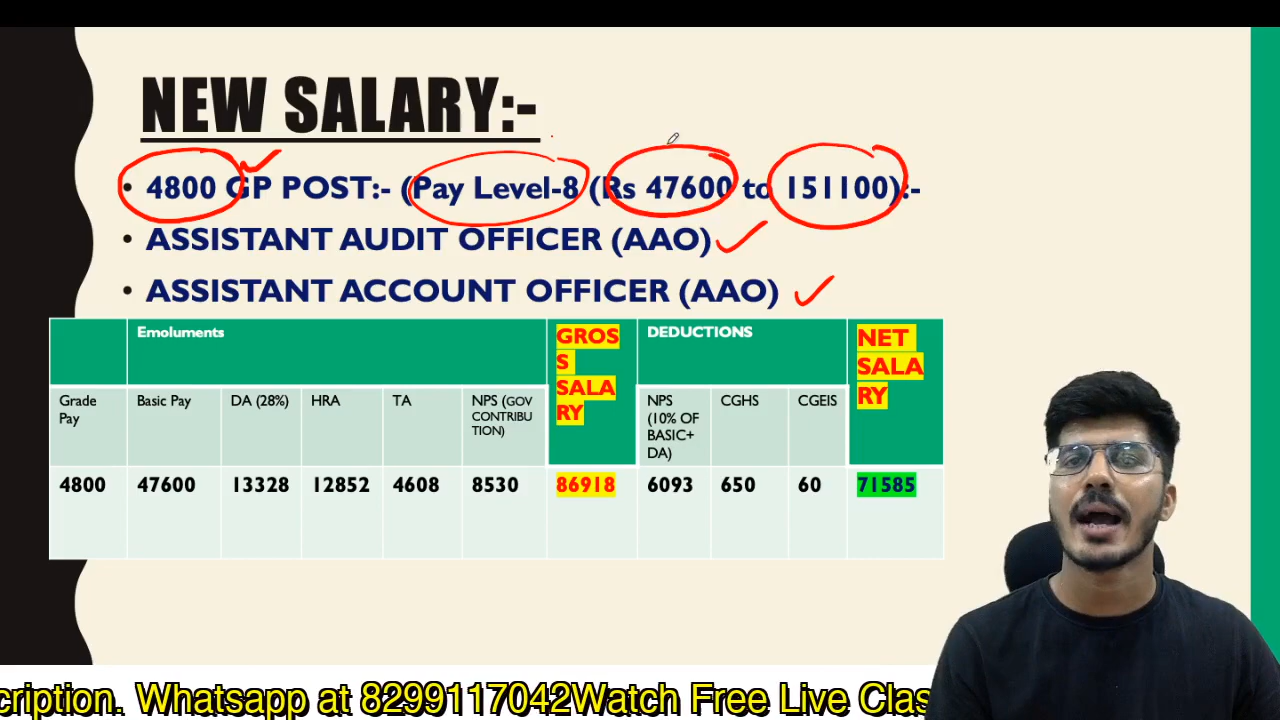 NEW SALARY:-
• 4800 GP POST:- (Pay Level-8 (Rs 47600 to 151100):-
• ASSISTANT AUDIT OFFICER (AAO)
• ASSISTANT ACCOUNT OFFICER (AAO)
Emoluments
GROS
S
SALA
RY
DEDUCTIONS
NET
SALA
RY
Grade
Pay
Basic Pay
DA (28%)
HRA
TA
NPS (GOV
CONTRIBU
TION)
NPS
(10% OF
BASIC+
DA)
CGHS
CGEIS
4800 47600 13328 12852 4608 8530 86918 6093 650 60 71585
cription. Whatsapp at 8299117042Watch Free Live Clas